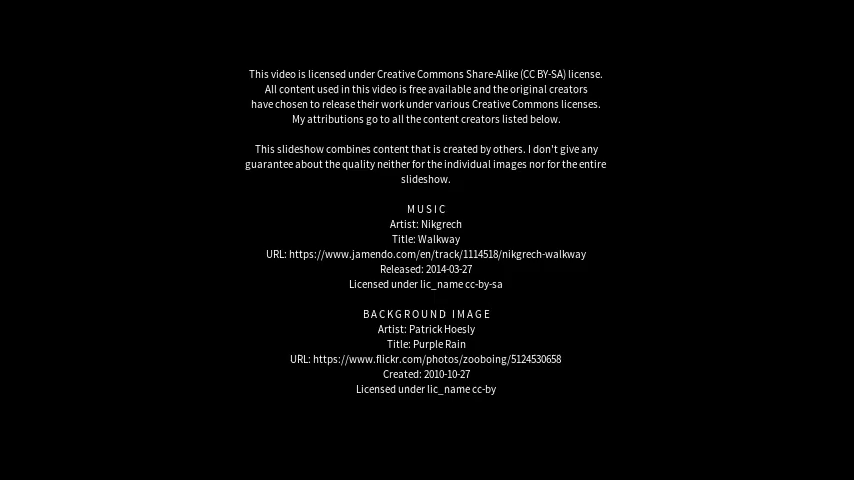 This video is licensed under Creative Commons Share-Alike (CC BY-SA) license.
All content used in this video is free available and the original creators
have chosen to release their work under various Creative Commons licenses.
My attributions go to all the content creators listed below.
This slideshow combines content that is created by others. I don't give any
guarantee about the quality neither for the individual images nor for the entire
slideshow.
M U S I C
Artist: Nikgrech
Title: Walkway
URL: https://www.jamendo.com/en/track/1114518/nikgrech-walkway
Released: 2014-03-27
Licensed under lic_name cc-by-sa
B A C K G R O U N D   I M A G E
Artist: Patrick Hoesly
Title: Purple Rain
URL: https://www.flickr.com/photos/zooboing/5124530658
Created: 2010-10-27
Licensed under lic_name cc-by